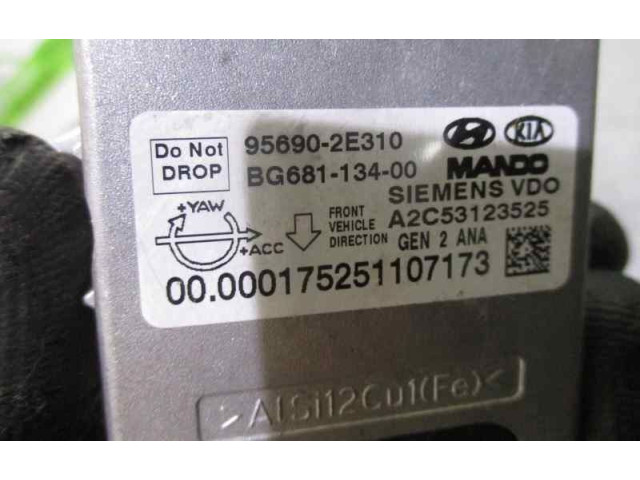 Do Not
DROP
95690-2E310
KIA
BG681-134-00
MANDO
SIEMENS VDO
+YAW
+ACC
FRONT
VEHICLE
DIRECTION
A2C53123525
GEN 2 ANA
00.000175251107173
>AlSi12Cu1(Fe)<